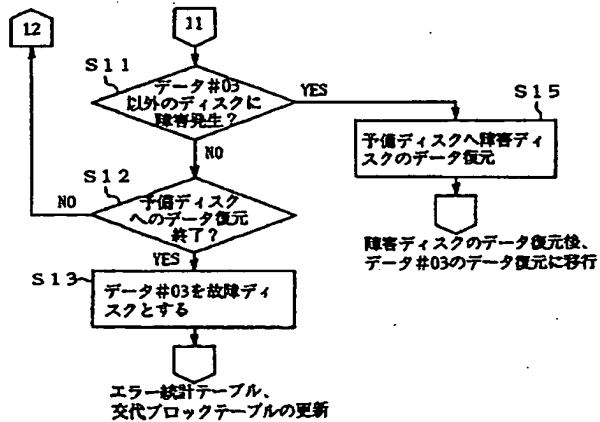 12
11
S11
データ#03
以外のディスクに
障害発生?
YES
S15
予備ディスクへ障害ディ
スクのデータ復元
NO
S12
予備ディスク
へのデータ復元
終了?
NO
YES
障害ディスクのデータ復元後、
データ#03のデータ復元に移行
S13
データ#03を故障ディ
スクとする
エラー統計テーブル、
交代ブロックテーブルの更新